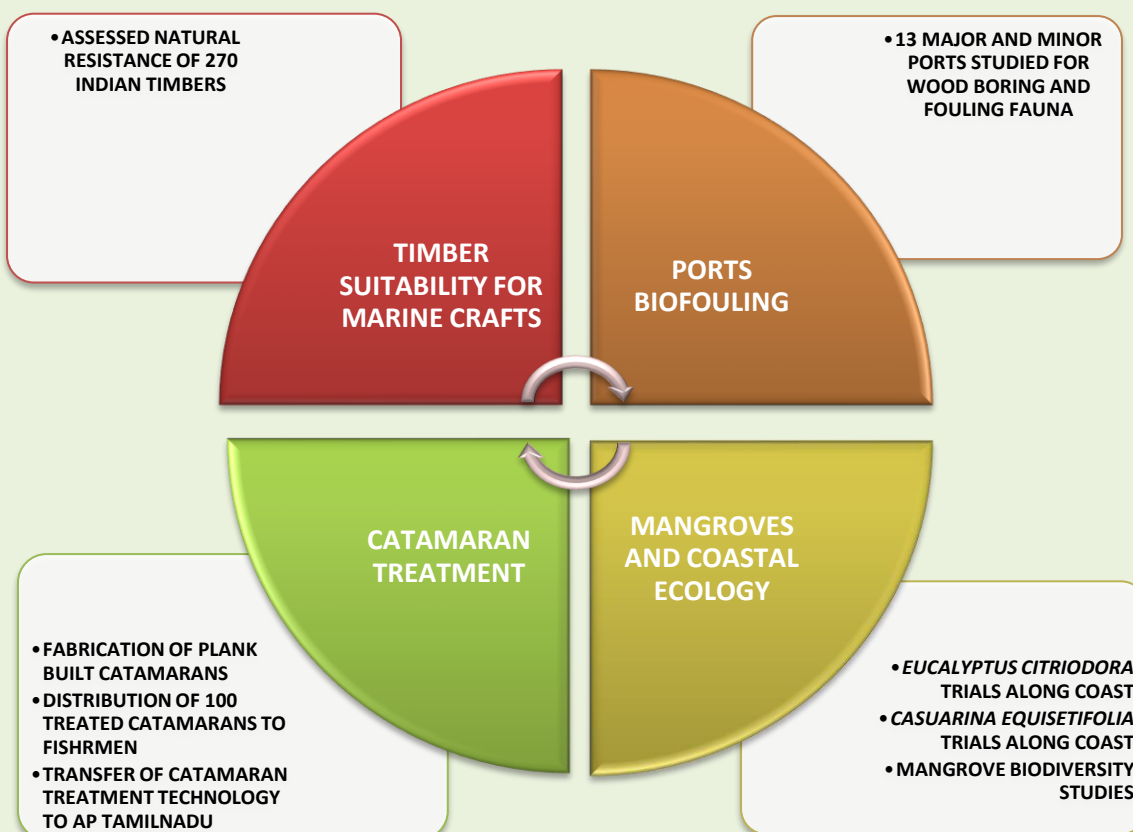 •ASSESSED NATURAL
RESISTANCE OF 270
INDIAN TIMBERS
•13 MAJOR AND MINOR
PORTS STUDIED FOR
WOOD BORING AND
FOULING FAUNA
TIMBER
SUITABILITY FOR
MARINE CRAFTS
PORTS
BIOFOULING
CATAMARAN
TREATMENT
MANGROVES
AND COASTAL
ECOLOGY
•FABRICATION OF PLANK
BUILT CATAMARANS
•DISTRIBUTION OF 100
TREATED CATAMARANS TO
FISHRMEN
•TRANSFER OF CATAMARAN
TREATMENT TECHNOLOGY
TO AP TAMILNADU
•EUCALYPTUS CITRIODORA
TRIALS ALONG COAST
•CASUARINA EQUISETIFOLIA
TRIALS ALONG COAST
•MANGROVE BIODIVERSITY
STUDIES